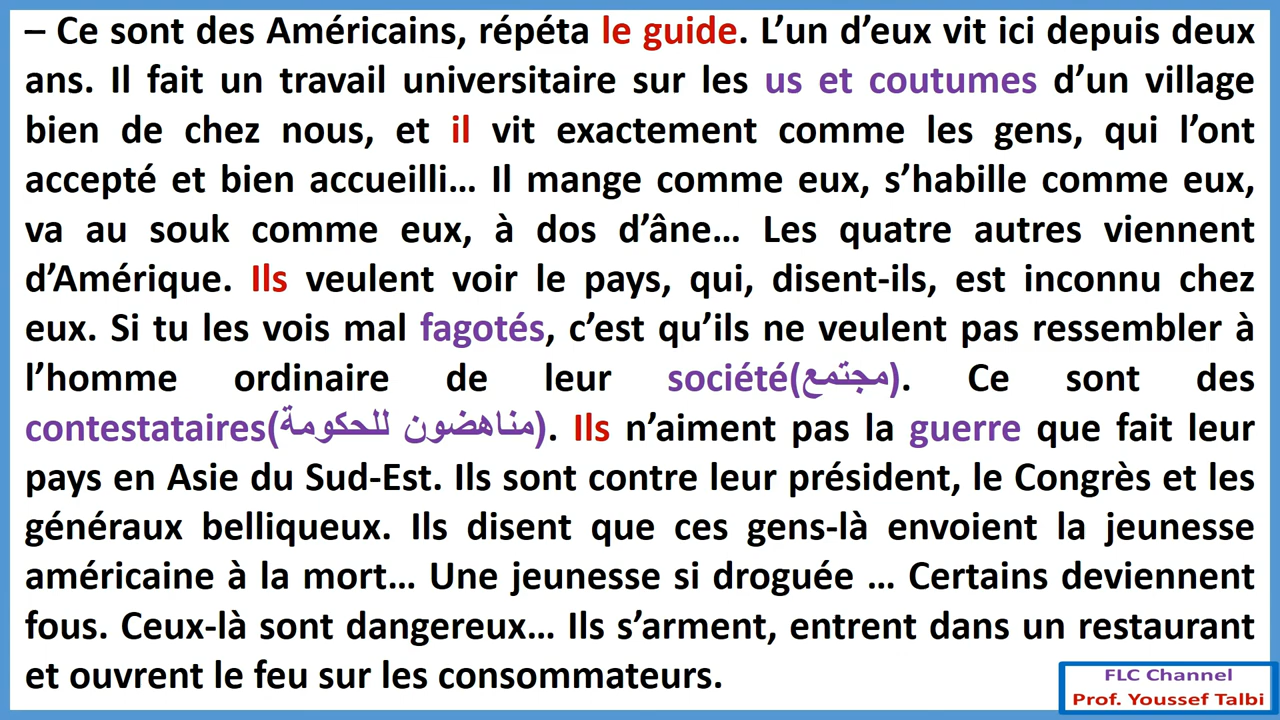 – Ce sont des Américains, répéta le guide. L’un d’eux vit ici depuis deux
ans. Il fait un travail universitaire sur les us et coutumes d’un village
bien de chez nous, et il vit exactement comme les gens, qui l’ont
accepté et bien accueilli… Il mange comme eux, s’habille comme eux,
va au souk comme eux, à dos d’âne… Les quatre autres viennent
d’Amérique. Ils veulent voir le pays, qui, disent-ils, est inconnu chez
eux. Si tu les vois mal fagotés, c’est qu’ils ne veulent pas ressembler à
l’homme ordinaire de leur société(مجتمع). Ce sont des
contestataires(مناهضون للحكومة). Ils n’aiment pas la guerre que fait leur
pays en Asie du Sud-Est. Ils sont contre leur président, le Congrès et les
généraux belliqueux. Ils disent que ces gens-là envoient la jeunesse
américaine à la mort… Une jeunesse si droguée … Certains deviennent
fous. Ceux-là sont dangereux… Ils s’arment, entrent dans un restaurant
et ouvrent le feu sur les consommateurs.
FLC Channel
Prof. Youssef Talbi